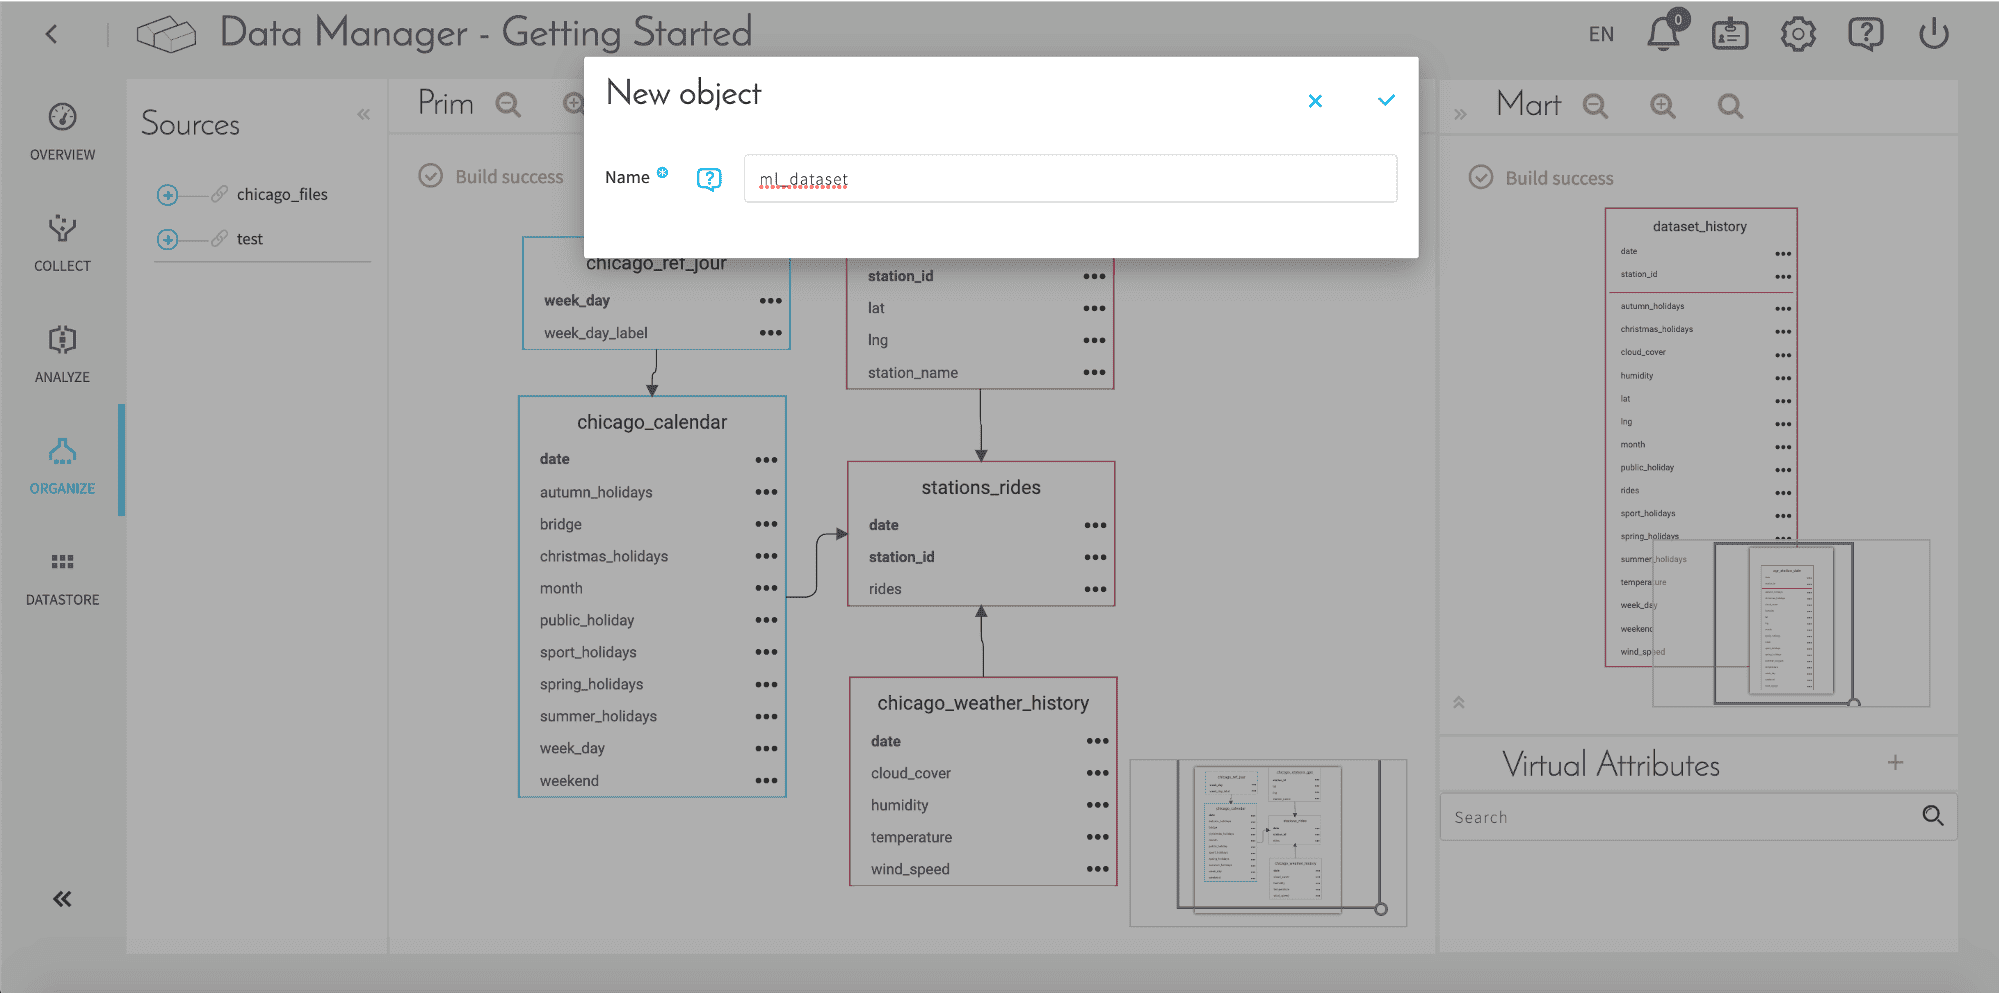 Data Manager - Getting Started
EN
0
New object
Name
ml_dataset
OVERVIEW
COLLECT
ANALYZE
ORGANIZE
DATASTORE
Sources
chicago_files
test
Prim
Build success
chicago_ref_jour
week_day
week_day_label
chicago_calendar
date
autumn_holidays
bridge
christmas_holidays
month
public_holiday
sport_holidays
spring_holidays
summer_holidays
week_day
weekend
station_id
lat
lng
station_name
stations_rides
date
station_id
rides
chicago_weather_history
date
cloud_cover
humidity
temperature
wind_speed
Mart
Build success
dataset_history
date
station_id
autumn_holidays
christmas_holidays
cloud_cover
humidity
lat
lng
month
public_holiday
rides
sport_holidays
spring_holidays
summer_holidays
temperature
week_day
weekend
wind_speed
Virtual Attributes
Search